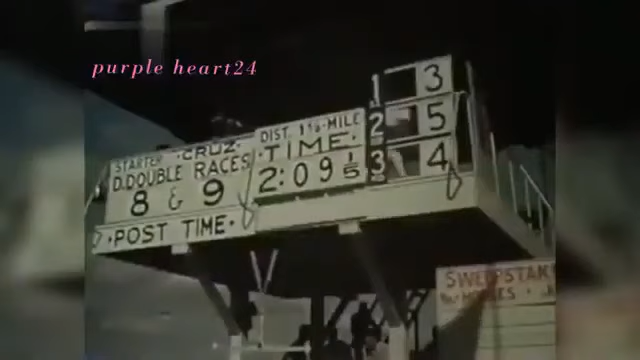 purple heart24
STARTER · CRUZ ·
D.DOUBLE RACES
8 & 9
· POST TIME ·
DIST. 1⅛ · MILE
· TIME ·
2:09 1/5
1 3
2 5
3 4
SWEEPSTAK